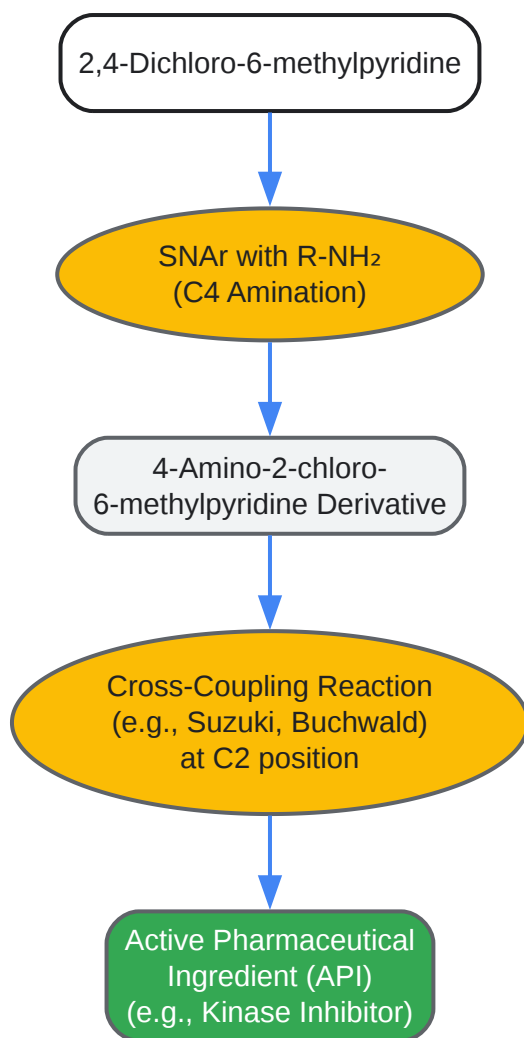 2,4-Dichloro-6-methylpyridine
SNAr with R-NH₂
(C4 Amination)
4-Amino-2-chloro-
6-methylpyridine Derivative
Cross-Coupling Reaction
(e.g., Suzuki, Buchwald)
at C2 position
Active Pharmaceutical
Ingredient (API)
(e.g., Kinase Inhibitor)